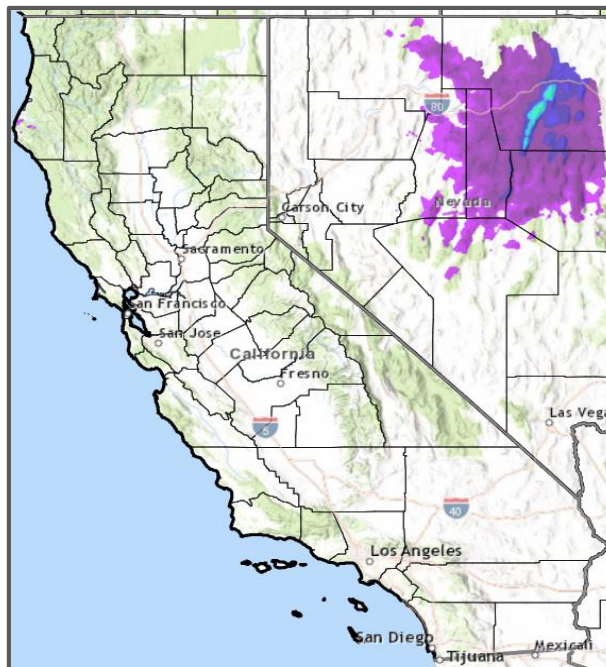 80
Nevada
Carson City
Sacramento
San Francisco
San Jose
California
Fresno
5
Las Vega
40
Los Angeles
San Diego
Tijuana
Mexicali